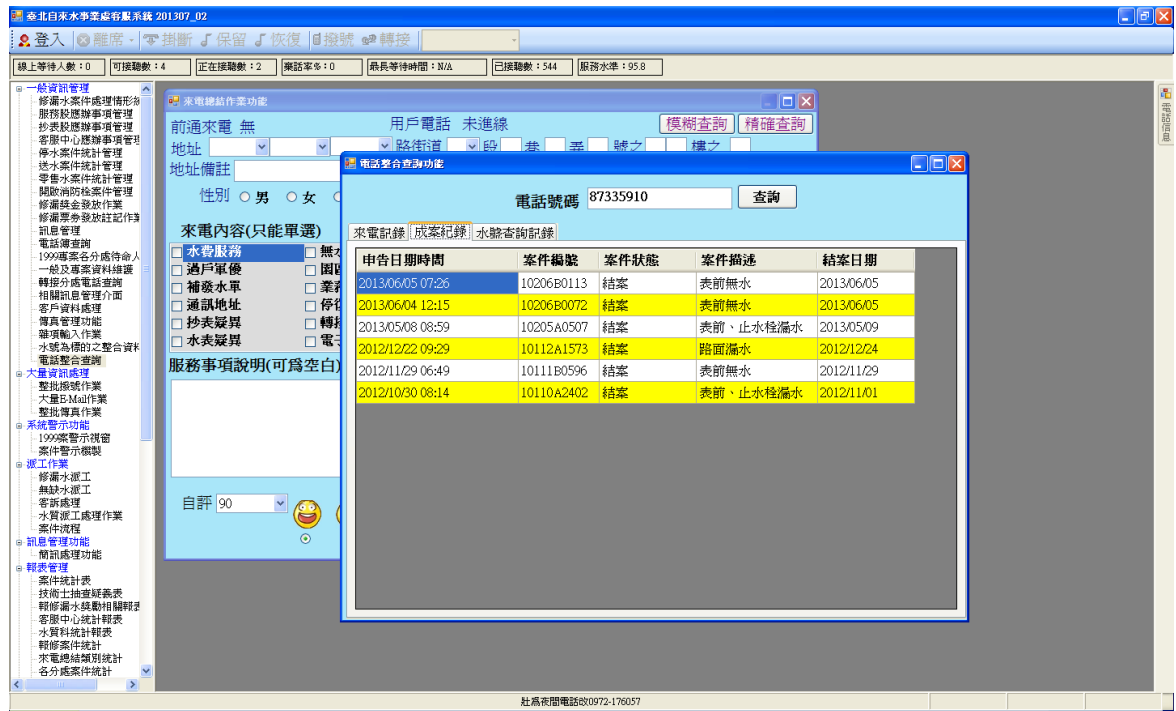 臺北自來水事業處客服系統 201307_02
登入 離席 掛斷 保留 恢復 撥號 轉接
線上等待人數：0 可接聽數：4 正在接聽數：2 棄話率%：0 最長等待時間：N/A 已接聽數：544 服務水準：95.8
一般資訊管理
修漏水案件處理情形
服務股應辦事項管理
抄表股應辦事項管理
客服中心應辦事項管理
停水案件統計管理
送水案件統計管理
零售水案件統計管理
開啟消防栓案件管理
修漏獎金發放作業
修漏票券發放註記作業
訊息管理
電話簿查詢
1999專案各分處待命人
一般及專案資料維護
轉接分處電話查詢
相關訊息管理介面
客戶資料處理
傳真管理功能
雜項輸入作業
水號為標的之整合資料
電話整合查詢
大量資訊處理
整批撥號作業
大量E-Mail作業
整批傳真作業
系統警示功能
1999案警示視窗
案件警示機製
派工作業
修漏水派工
無缺水派工
客訴處理
水質派工處理作業
案件流程
訊息管理功能
簡訊處理功能
報表管理
案件統計表
技術士抽查疑義表
報修漏水獎勵相關報表
客服中心統計報表
水質科統計報表
報修案件統計
來電總結類別統計
各分處案件統計
來電總結作業功能
前通來電 無 用戶電話 未進線 模糊查詢 精確查詢
地址 路街道 段 巷 弄 號之 樓之
地址備註
性別 男 女
來電內容(只能單選)
水費服務 無水
過戶軍優 園區
補發水單 業務
通訊地址 停復
抄表疑異 轉接
水表疑異 電子
服務事項說明(可為空白)
自評 90
電話整合查詢功能
電話號碼 87335910 查詢
來電記錄 成案紀錄 水號查詢記錄
申告日期時間 案件編號 案件狀態 案件描述 結案日期
2013/06/05 07:26 10206B0113 結案 表前無水 2013/06/05
2013/06/04 12:15 10206B0072 結案 表前無水 2013/06/05
2013/05/08 08:59 10205A0507 結案 表前、止水栓漏水 2013/05/09
2012/12/22 09:29 10112A1573 結案 路面漏水 2012/12/24
2012/11/29 06:49 10111B0596 結案 表前無水 2012/11/29
2012/10/30 08:14 10110A2402 結案 表前、止水栓漏水 2012/11/01
電話信息
壯為夜間電話改0972-176057